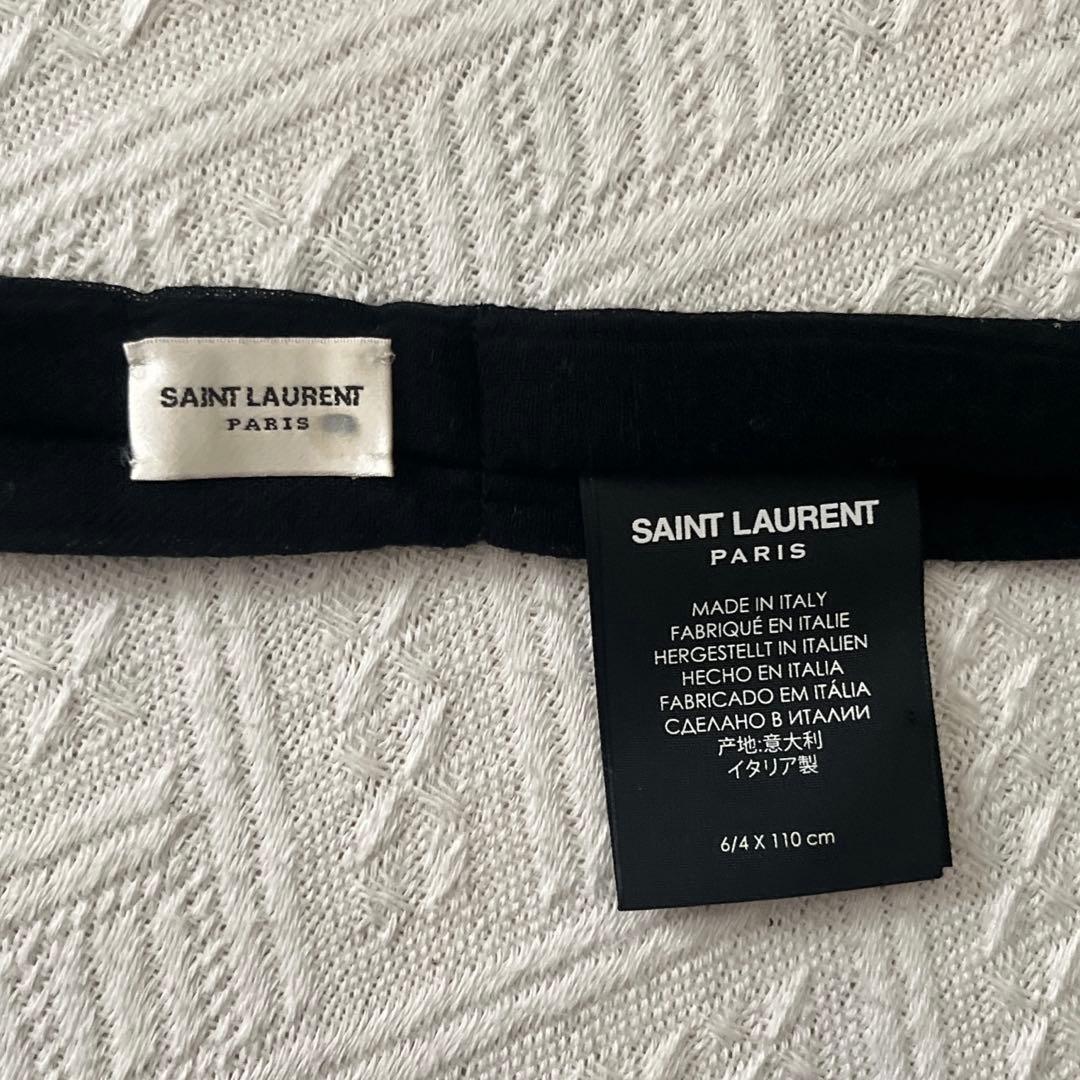 SAINT LAURENT
PARIS
SAINT LAURENT
PARIS
MADE IN ITALY
FABRIQUÉ EN ITALIE
HERGESTELLT IN ITALIEN
HECHO EN ITALIA
FABRICADO EM ITÁLIA
СДЕЛАНО В ИТАЛИИ
产地:意大利
イタリア製
6/4 X 110 cm